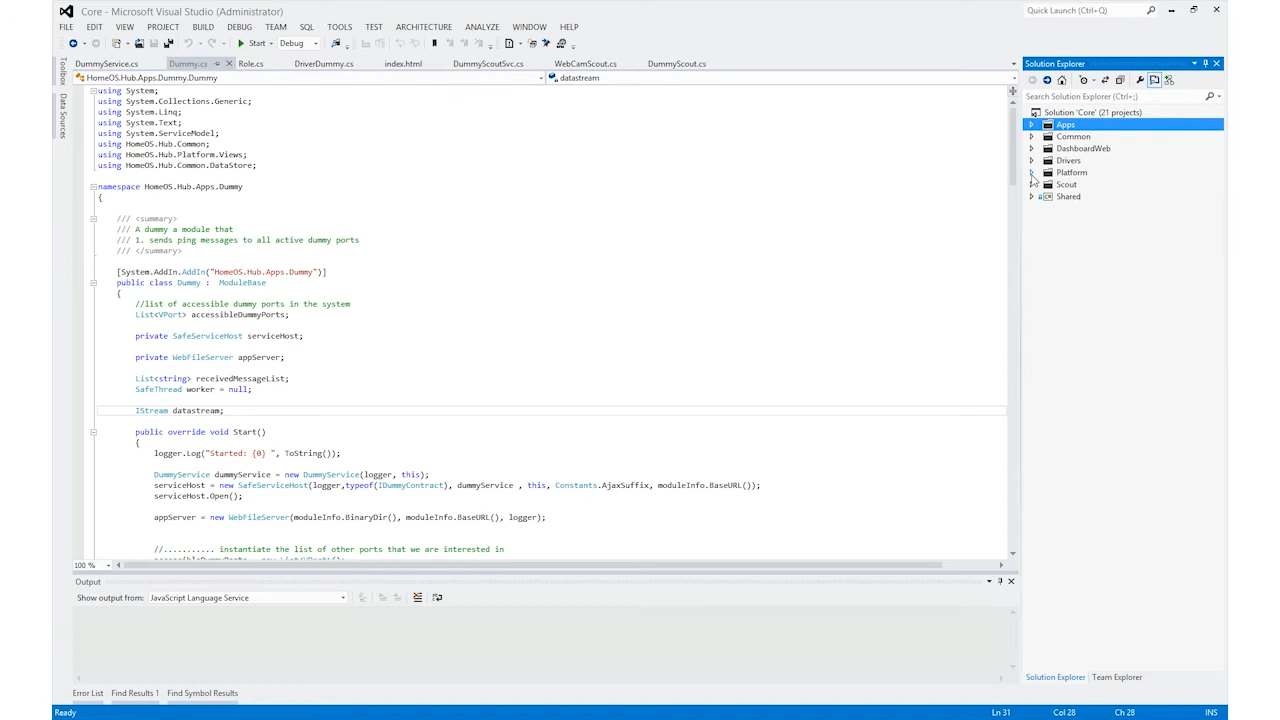 Core - Microsoft Visual Studio (Administrator)
Quick Launch (Ctrl+Q)
FILE EDIT VIEW PROJECT BUILD DEBUG TEAM SQL TOOLS TEST ARCHITECTURE ANALYZE WINDOW HELP
Start Debug
DummyService.cs Dummy.cs Role.cs DriverDummy.cs index.html DummyScoutSvc.cs WebCamScout.cs DummyScout.cs
HomeOS.Hub.Apps.Dummy.Dummy datastream
Toolbox
Data Sources
using System;
using System.Collections.Generic;
using System.Linq;
using System.Text;
using System.ServiceModel;
using HomeOS.Hub.Common;
using HomeOS.Hub.Platform.Views;
using HomeOS.Hub.Common.DataStore;
namespace HomeOS.Hub.Apps.Dummy
{
/// <summary>
/// A dummy a module that
/// 1. sends ping messages to all active dummy ports
/// </summary>
[System.AddIn.AddIn("HomeOS.Hub.Apps.Dummy")]
public class Dummy : ModuleBase
{
//list of accessible dummy ports in the system
List<VPort> accessibleDummyPorts;
private SafeServiceHost serviceHost;
private WebFileServer appServer;
List<string> receivedMessageList;
SafeThread worker = null;
IStream datastream;
public override void Start()
{
logger.Log("Started: {0} ", ToString());
DummyService dummyService = new DummyService(logger, this);
serviceHost = new SafeServiceHost(logger,typeof(IDummyContract), dummyService , this, Constants.AjaxSuffix, moduleInfo.BaseURL());
serviceHost.Open();
appServer = new WebFileServer(moduleInfo.BinaryDir(), moduleInfo.BaseURL(), logger);
//........... instantiate the list of other ports that we are interested in
100 %
Output
Show output from: JavaScript Language Service
Error List Find Results 1 Find Symbol Results
Solution Explorer
Search Solution Explorer (Ctrl+;)
Solution 'Core' (21 projects)
Apps
Common
DashboardWeb
Drivers
Platform
Scout
Shared
Solution Explorer Team Explorer
Ready Ln 31 Col 28 Ch 28 INS